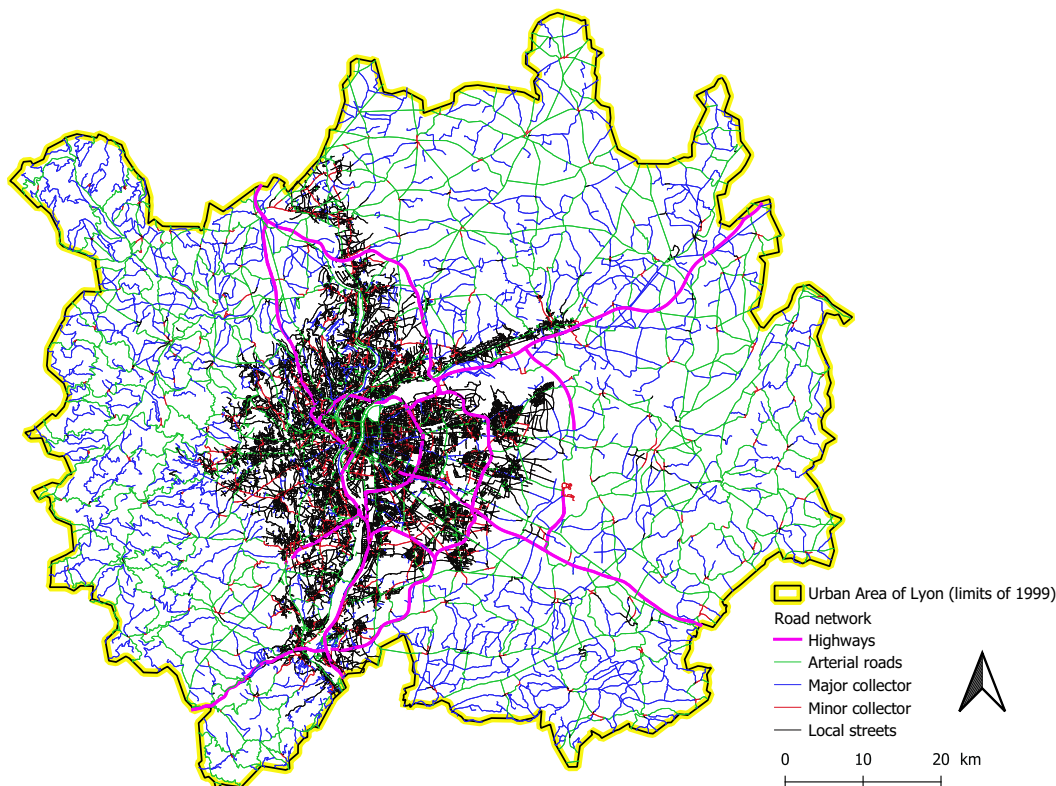 Urban Area of Lyon (limits of 1999)
Road network
Highways
Arterial roads
Major collector
Minor collector
Local streets
0 10 20 km